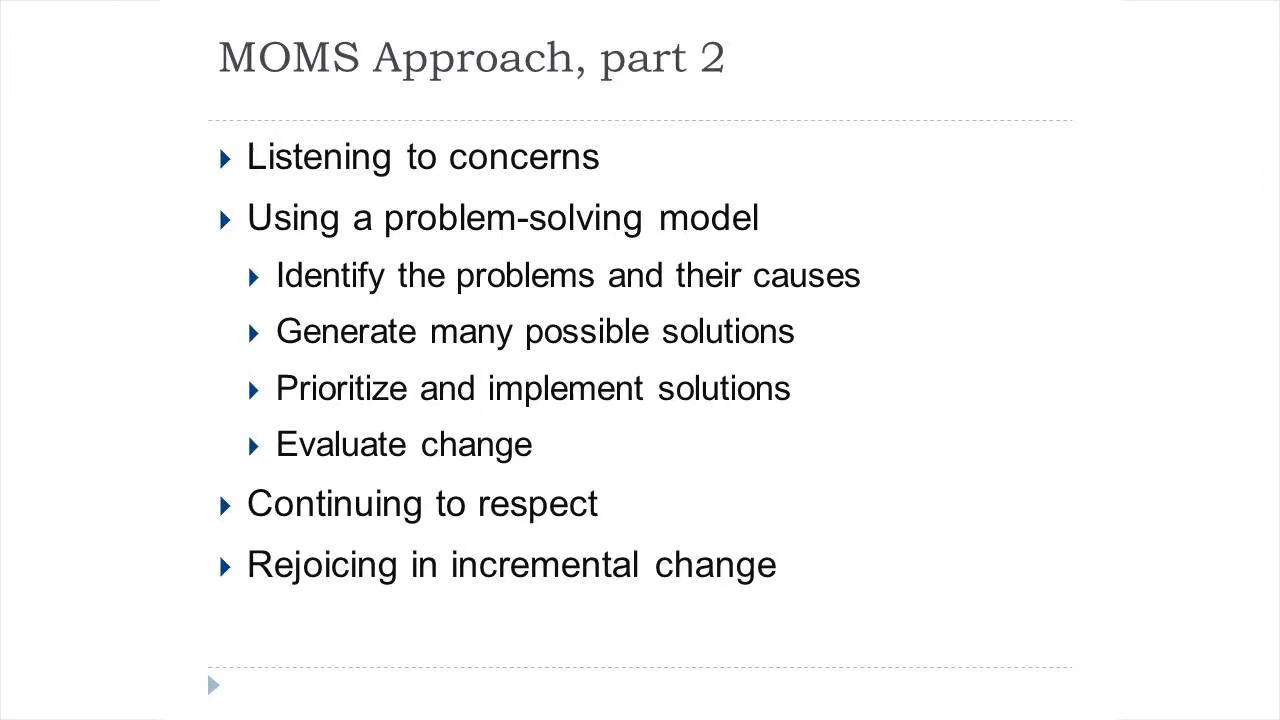 MOMS Approach, part 2
Listening to concerns
Using a problem-solving model
Identify the problems and their causes
Generate many possible solutions
Prioritize and implement solutions
Evaluate change
Continuing to respect
Rejoicing in incremental change